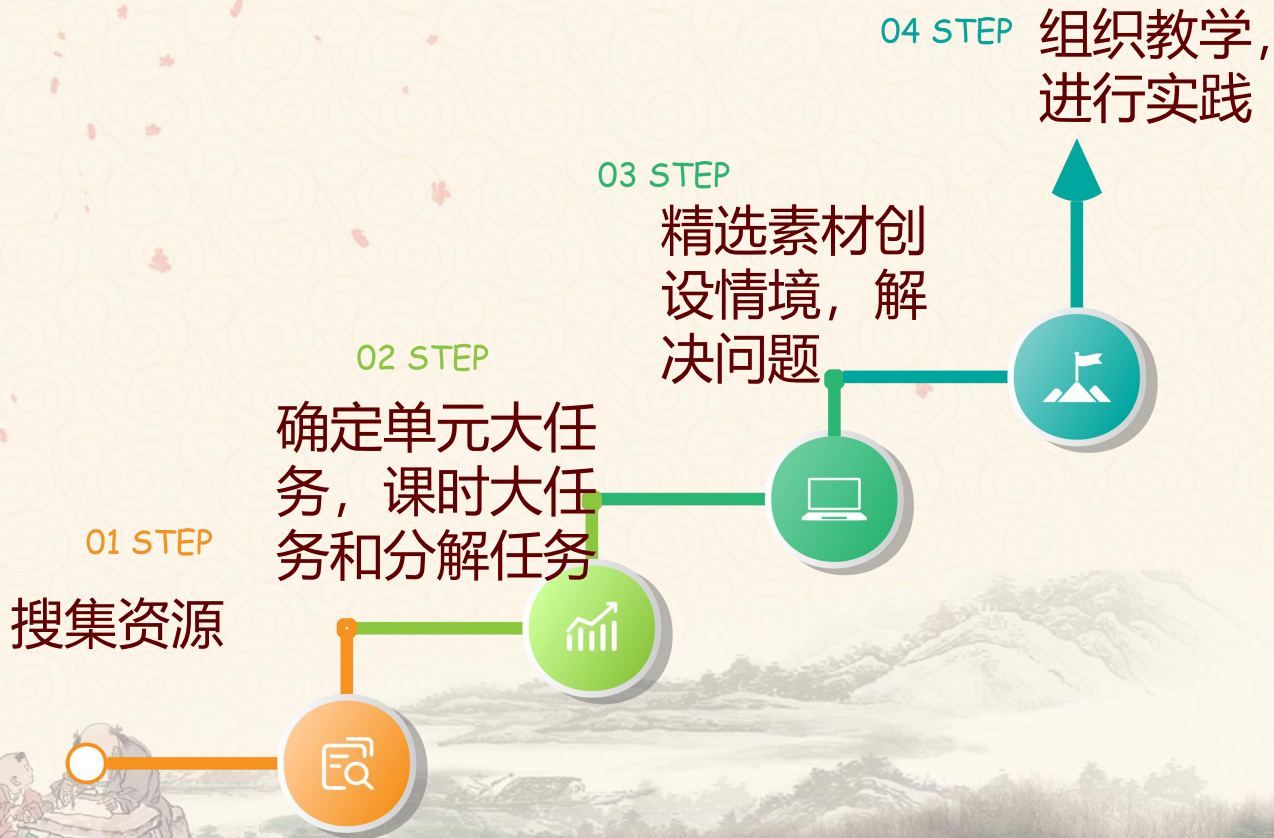 01 STEP
搜集资源
02 STEP
确定单元大任
务，课时大任
务和分解任务
03 STEP
精选素材创
设情境，解
决问题
04 STEP
组织教学，
进行实践